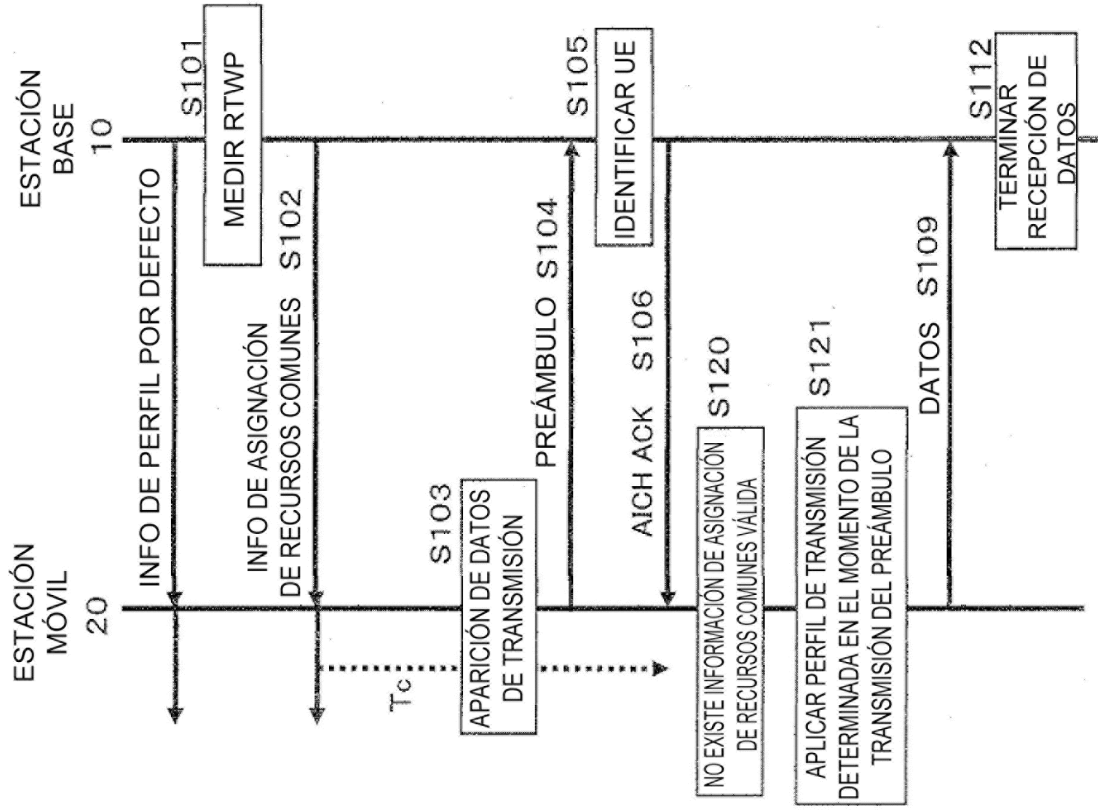 ESTACIÓN
MÓVIL
20
ESTACIÓN
BASE
10
INFO DE PERFIL POR DEFECTO
S101
MEDIR RTWP
INFO DE ASIGNACIÓN
DE RECURSOS COMUNES S102
Tc
S103
APARICIÓN DE DATOS
DE TRANSMISIÓN
PREÁMBULO S104
S105
IDENTIFICAR UE
AICH ACK S106
S120
NO EXISTE INFORMACIÓN DE ASIGNACIÓN
DE RECURSOS COMUNES VÁLIDA
S121
APLICAR PERFIL DE TRANSMISIÓN
DETERMINADA EN EL MOMENTO DE LA
TRANSMISIÓN DEL PREÁMBULO
DATOS S109
S112
TERMINAR
RECEPCIÓN DE
DATOS